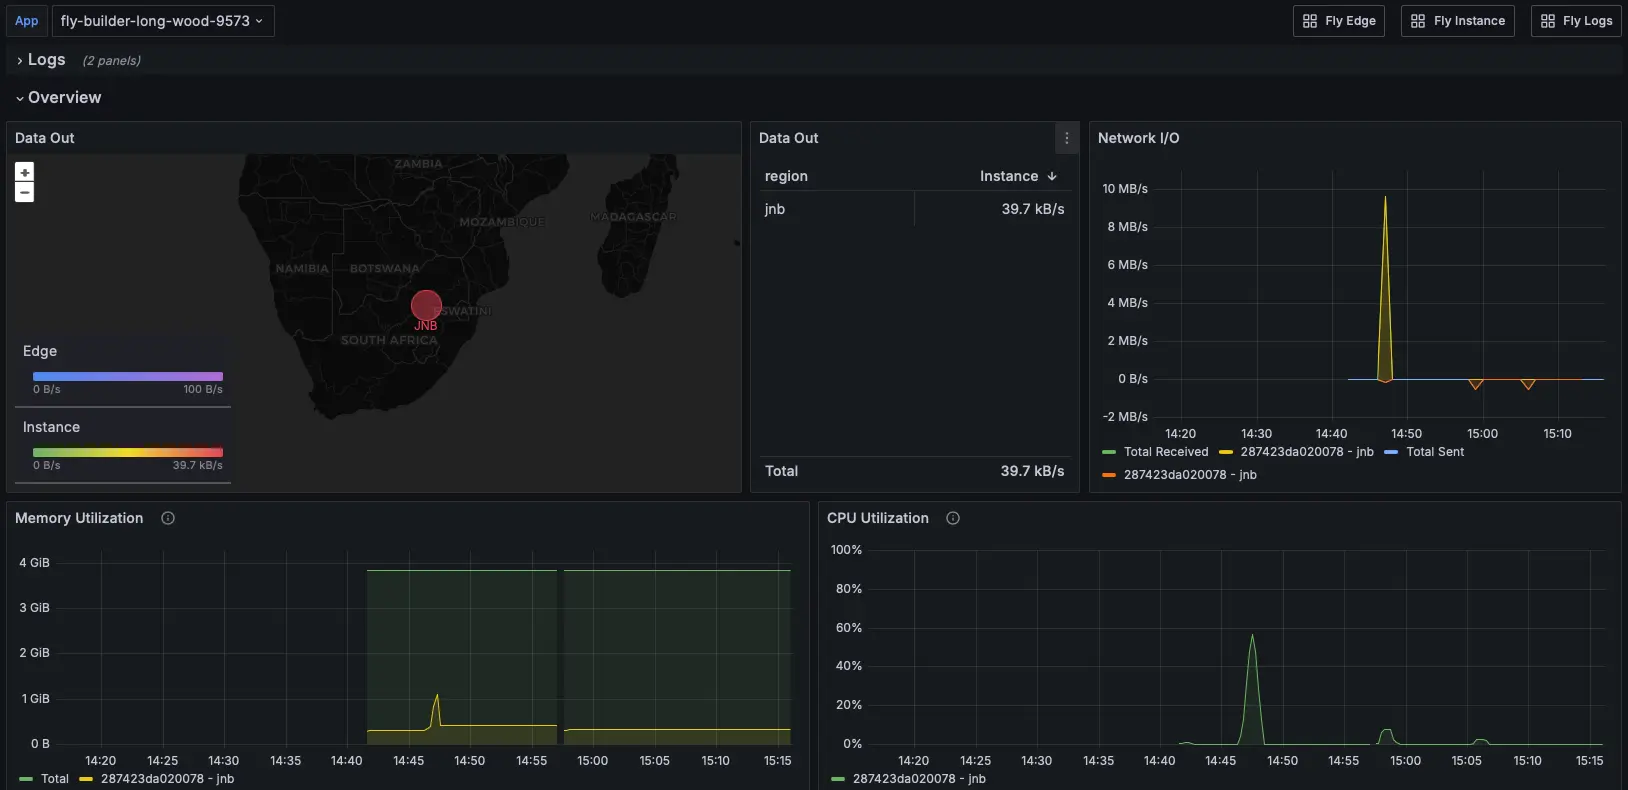 App fly-builder-long-wood-9573 Fly Edge Fly Instance Fly Logs
Logs (2 panels)
Overview
Data Out
+
−
ZAMBIA
MOZAMBIQUE
MADAGASCAR
NAMIBIA
BOTSWANA
ESWATINI
JNB
SOUTH AFRICA
Edge
0 B/s 100 B/s
Instance
0 B/s 39.7 kB/s
Data Out
region Instance
jnb 39.7 kB/s
Total 39.7 kB/s
Network I/O
10 MB/s
8 MB/s
6 MB/s
4 MB/s
2 MB/s
0 B/s
-2 MB/s
14:20 14:30 14:40 14:50 15:00 15:10
Total Received 287423da020078 - jnb Total Sent
287423da020078 - jnb
Memory Utilization
4 GiB
3 GiB
2 GiB
1 GiB
0 B
14:20 14:25 14:30 14:35 14:40 14:45 14:50 14:55 15:00 15:05 15:10 15:15
Total 287423da020078 - jnb
CPU Utilization
100%
80%
60%
40%
20%
0%
14:20 14:25 14:30 14:35 14:40 14:45 14:50 14:55 15:00 15:05 15:10 15:15
287423da020078 - jnb